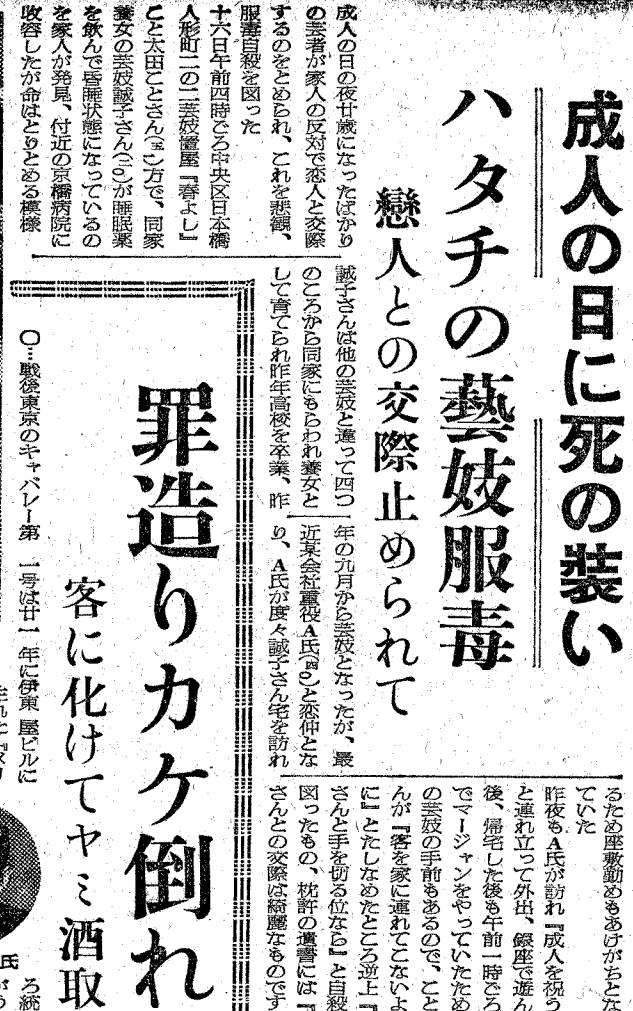 成人の日に死の装い
ハタチの藝妓服毒
戀人との交際止められて
成人の日の夜廿歳になったばかり
の芸者が家人の反対で恋人と交際
するのをとめられ、これを悲観、
服毒自殺を図った
十六日午前四時ごろ中央区日本橋
人形町二の二芸妓置屋『春よし』
こと太田ことさん方で、同家
養女の芸妓誠子さん(二〇)が睡眠薬
を飲んで昏睡状態になっているの
を家人が発見、付近の京橋病院に
收容したが命はとりとめる模様
誠子さんは他の芸妓と違って四つ
のころから同家にもらわれ養女と
して育てられ昨年高校を卒業、昨
年の九月から芸妓となったが、最
近某会社重役A氏(四〇)と恋仲とな
り、A氏が度々誠子さん宅を訪れ
るため座敷勤めもあけがちとな
ていた
昨夜もA氏が訪れ『成人を祝う
と連れ立って外出、銀座で遊ん
後、帰宅した後も午前一時ごろ
でマージャンをやっていたため
の芸妓の手前もあるので、こと
んが『客を家に連れてこないよ
に』とたしなめたところ逆上『
さんと手を切る位なら』と自殺
図ったもの、枕許の遺書には『
さんとの交際は綺麗なものです
罪造りカケ倒れ
客に化けてヤミ酒取
〇…戦後東京のキャバレー第
一号は廿一年に伊東屋ビルに
氏
ろ続